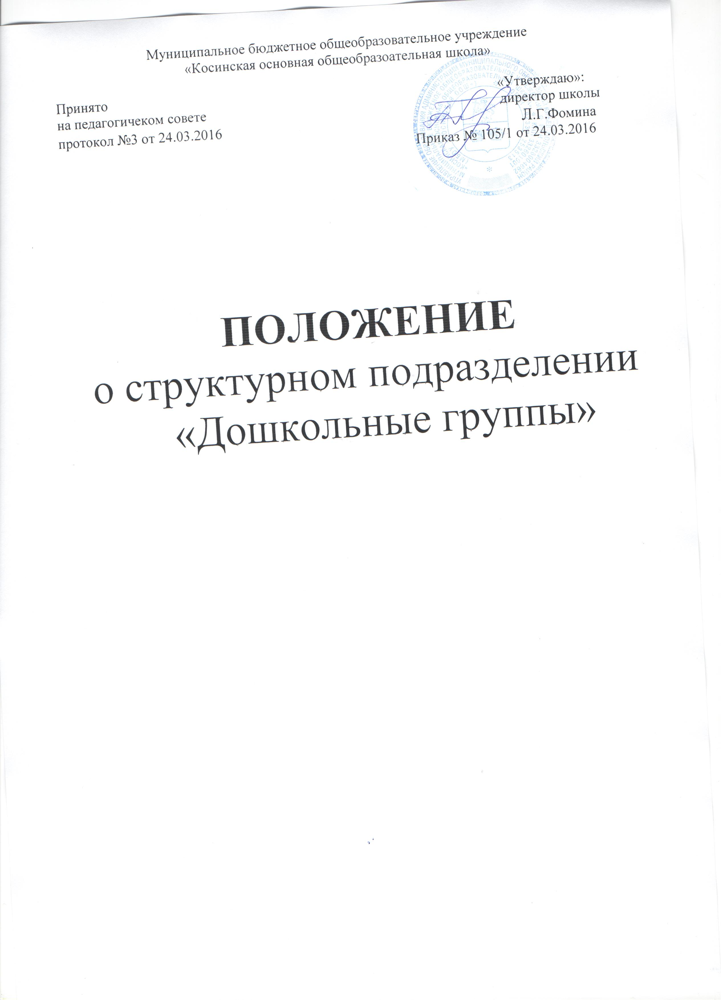 Муниципальное бюджетное общеобразовательное учреждение
«Косинская основная общеобразоательная школа»
Принято
на педагогичеком совете
протокол №3 от 24.03.2016
«Утверждаю»:
директор школы
Л.Г.Фомина
Приказ № 105/1 от 24.03.2016
ПОЛОЖЕНИЕ
о структурном подразделении
«Дошкольные группы»